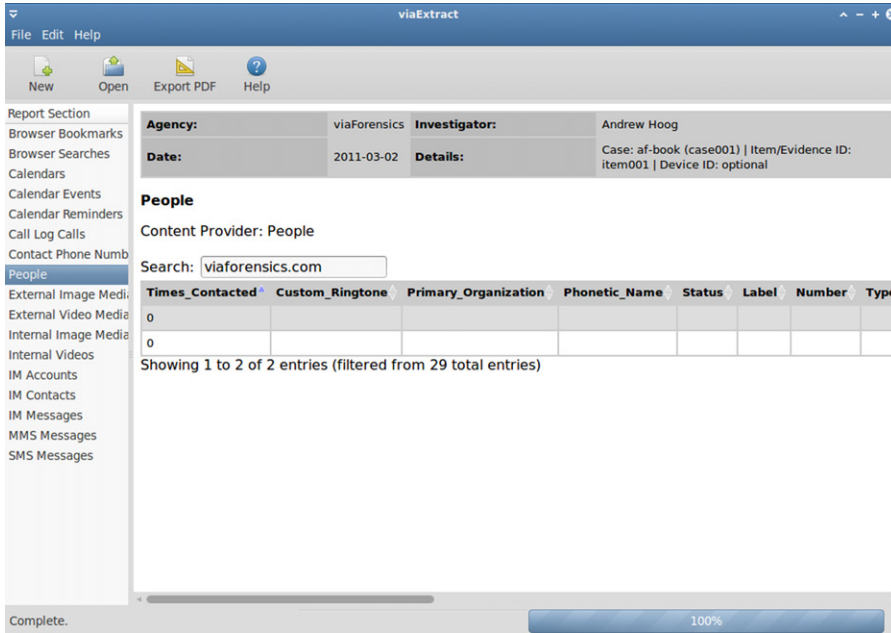 viaExtract
File Edit Help
New Open Export PDF Help
Report Section
Browser Bookmarks
Browser Searches
Calendars
Calendar Events
Calendar Reminders
Call Log Calls
Contact Phone Numb
People
External Image Medi
External Video Media
Internal Image Media
Internal Videos
IM Accounts
IM Contacts
IM Messages
MMS Messages
SMS Messages
Agency: viaForensics Investigator: Andrew Hoog
Date: 2011-03-02 Details: Case: af-book (case001) | Item/Evidence ID:
item001 | Device ID: optional
People
Content Provider: People
Search: viaforensics.com
Times_Contacted Custom_Ringtone Primary_Organization Phonetic_Name Status Label Number Type
0
0
Showing 1 to 2 of 2 entries (filtered from 29 total entries)
Complete. 100%